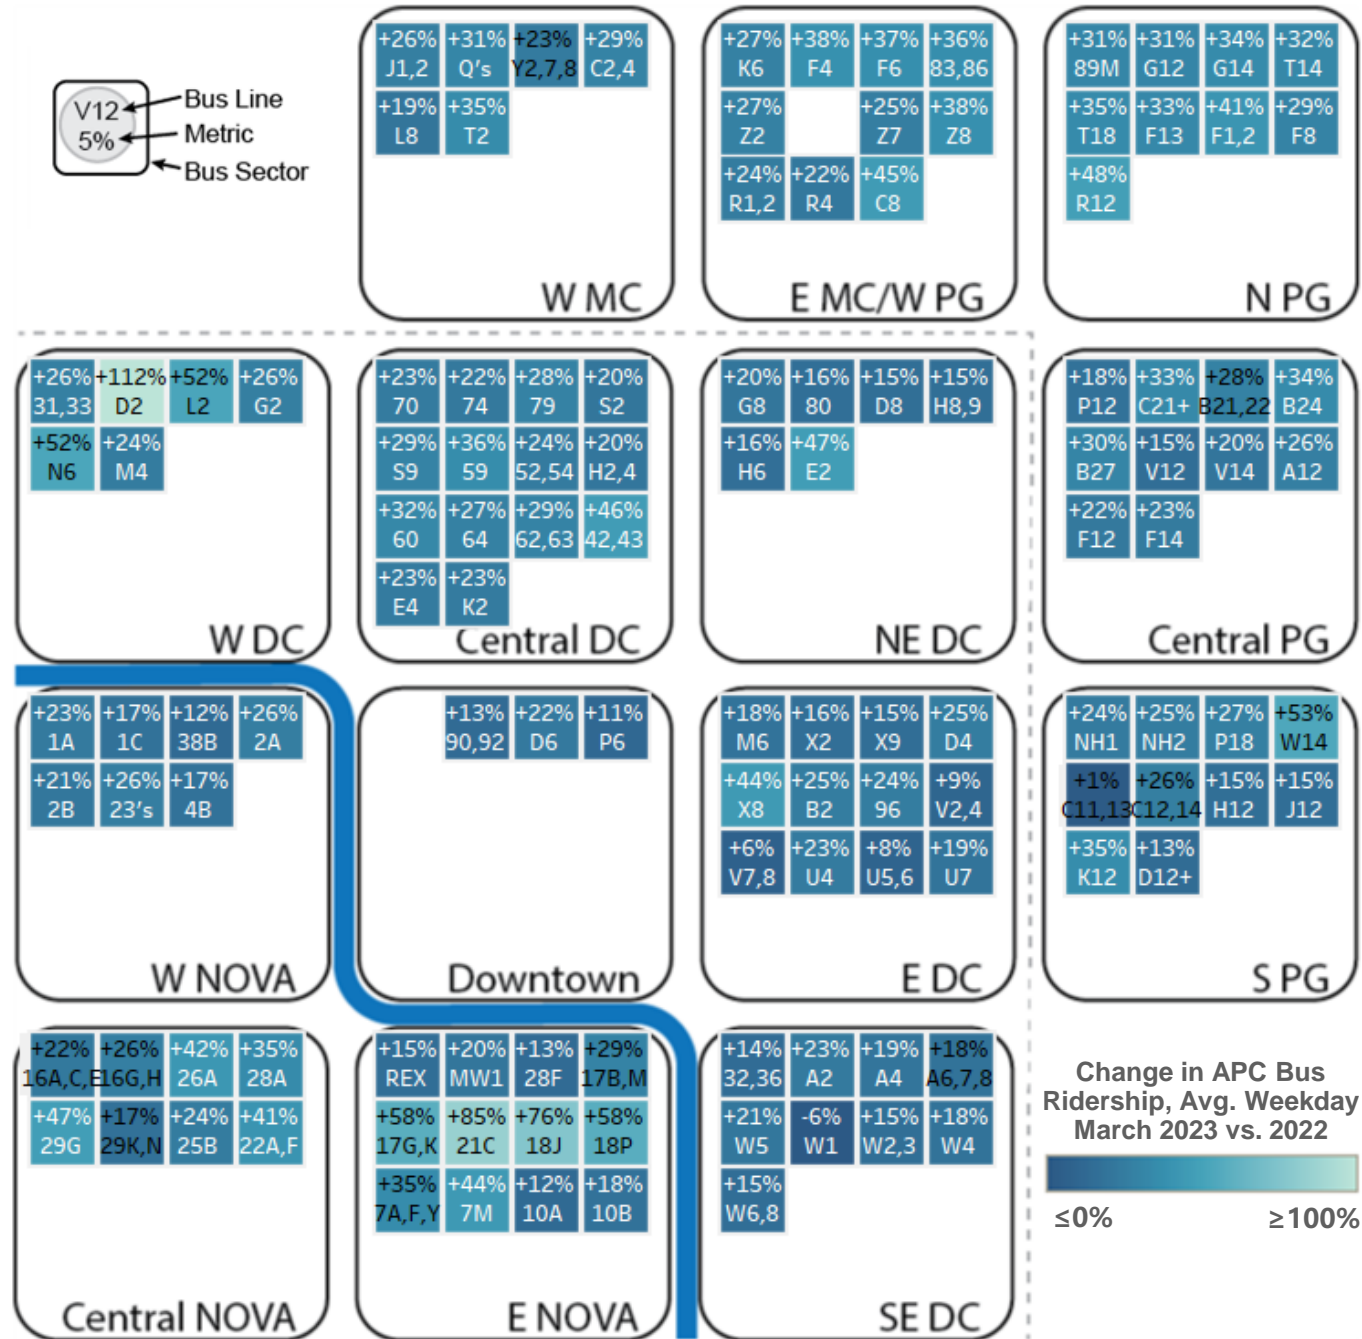 V12
5%
Bus Line
Metric
Bus Sector
+26% +31% +23% +29%
J1,2 Q's Y2,7,8 C2,4
+19% +35%
L8 T2
W MC
+27% +38% +37% +36%
K6 F4 F6 83,86
+27% +25% +38%
Z2 Z7 Z8
+24% +22% +45%
R1,2 R4 C8
E MC/W PG
+31% +31% +34% +32%
89M G12 G14 T14
+35% +33% +41% +29%
T18 F13 F1,2 F8
+48%
R12
N PG
+26% +112% +52% +26%
31,33 D2 L2 G2
+52% +24%
N6 M4
W DC
+23% +22% +28% +20%
70 74 79 S2
+29% +36% +24% +20%
S9 59 52,54 H2,4
+32% +27% +29% +46%
60 64 62,63 42,43
+23% +23%
E4 K2
Central DC
+20% +16% +15% +15%
G8 80 D8 H8,9
+16% +47%
H6 E2
NE DC
+18% +33% +28% +34%
P12 C21+ B21,22 B24
+30% +15% +20% +26%
B27 V12 V14 A12
+22% +23%
F12 F14
Central PG
+23% +17% +12% +26%
1A 1C 38B 2A
+21% +26% +17%
2B 23's 4B
W NOVA
+13% +22% +11%
90,92 D6 P6
Downtown
+18% +16% +15% +25%
M6 X2 X9 D4
+44% +25% +24% +9%
X8 B2 96 V2,4
+6% +23% +8% +19%
V7,8 U4 U5,6 U7
E DC
+24% +25% +27% +53%
NH1 NH2 P18 W14
+1% +26% +15% +15%
C11,13 C12,14 H12 J12
+35% +13%
K12 D12+
S PG
+22% +26% +42% +35%
16A,C,E 16G,H 26A 28A
+47% +17% +24% +41%
29G 29K,N 25B 22A,F
Central NOVA
+15% +20% +13% +29%
REX MW1 28F 17B,M
+58% +85% +76% +58%
17G,K 21C 18J 18P
+35% +44% +12% +18%
7A,F,Y 7M 10A 10B
E NOVA
+14% +23% +19% +18%
32,36 A2 A4 A6,7,8
+21% -6% +15% +18%
W5 W1 W2,3 W4
+15%
W6,8
SE DC
Change in APC Bus
Ridership, Avg. Weekday
March 2023 vs. 2022
≤0% ≥100%